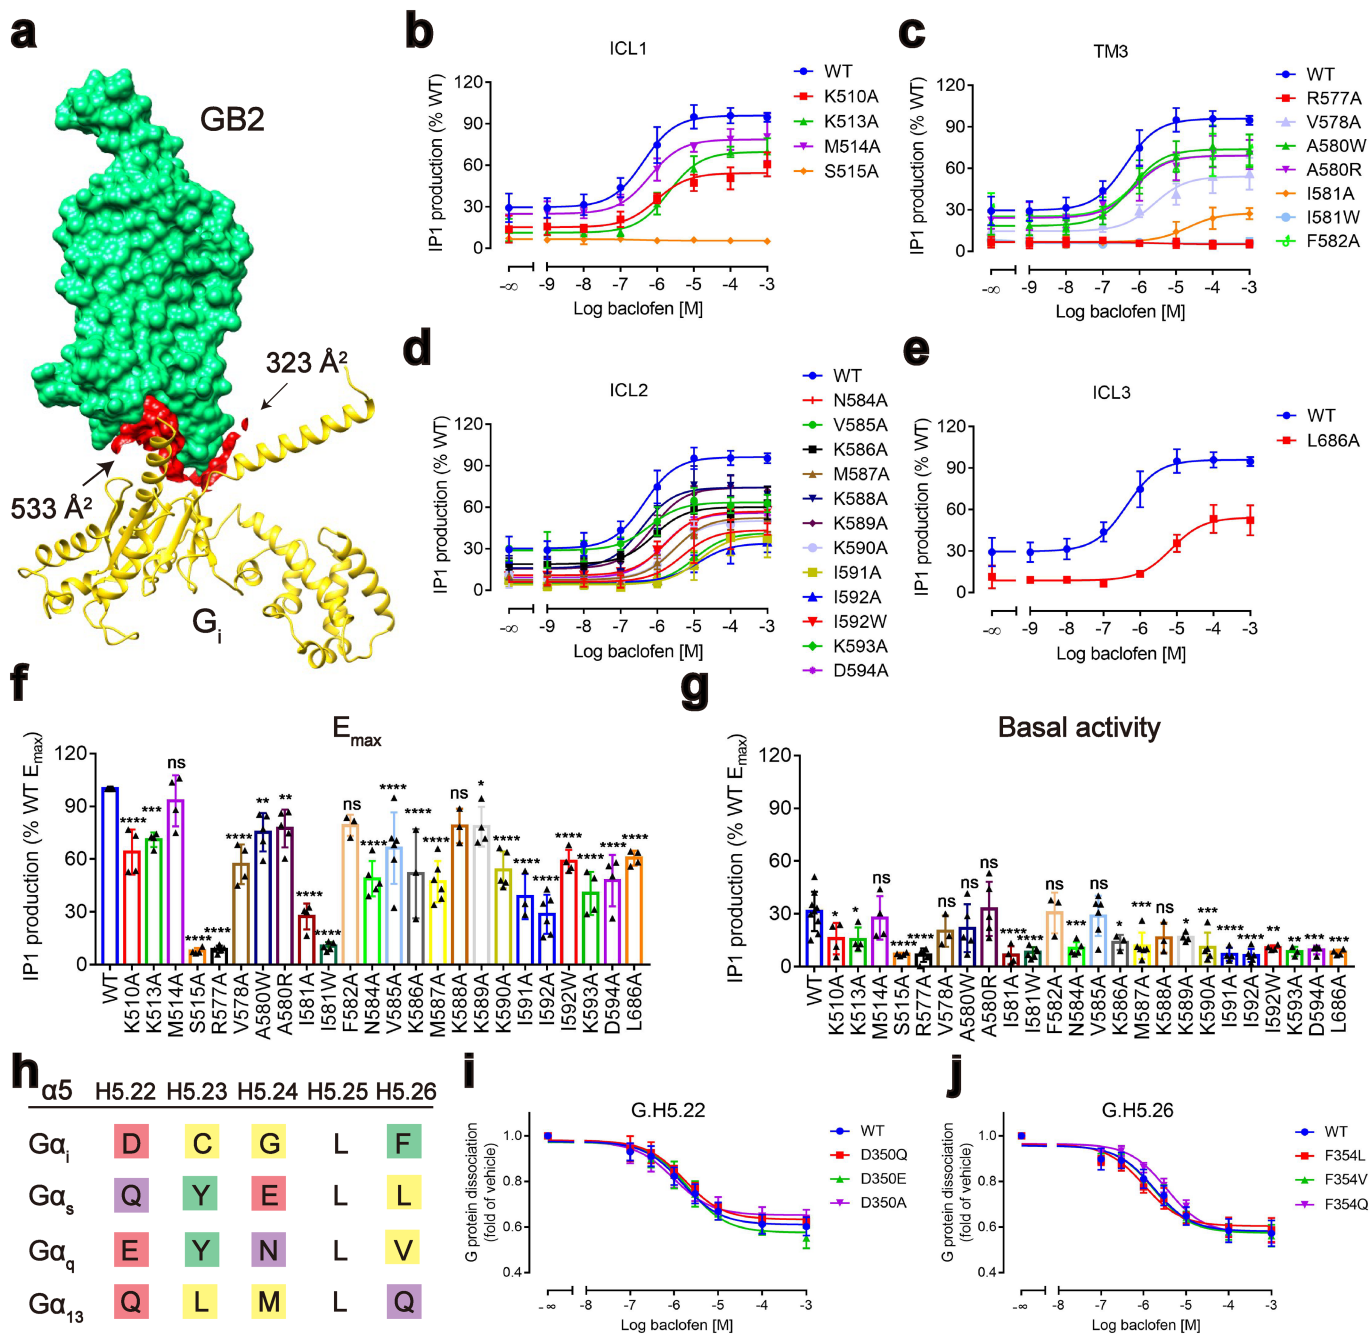 a
GB2
323 Å²
533 Å²
Gi
b
ICL1
IP1 production (% WT)
120
90
60
30
0
-∞ -9 -8 -7 -6 -5 -4 -3
Log baclofen [M]
WT
K510A
K513A
M514A
S515A
c
TM3
IP1 production (% WT)
120
90
60
30
0
-∞ -9 -8 -7 -6 -5 -4 -3
Log baclofen [M]
WT
R577A
V578A
A580W
A580R
I581A
I581W
F582A
d
ICL2
IP1 production (% WT)
120
90
60
30
0
-∞ -9 -8 -7 -6 -5 -4 -3
Log baclofen [M]
WT
N584A
V585A
K586A
M587A
K588A
K589A
K590A
I591A
I592A
I592W
K593A
D594A
e
ICL3
IP1 production (% WT)
120
90
60
30
0
-∞ -9 -8 -7 -6 -5 -4 -3
Log baclofen [M]
WT
L686A
f
Emax
IP1 production (% WT Emax)
120
90
60
30
0
**** *** ns **** **** **** ** ** **** **** ns **** **** **** **** ns * **** **** **** **** **** **** ****
WT K510A K513A M514A S515A R577A V578A A580W A580R I581A I581W F582A N584A V585A K586A M587A K588A K589A K590A I591A I592A I592W K593A D594A L686A
g
Basal activity
IP1 production (% WT Emax)
120
90
60
30
0
* * ns **** **** ns ns ns **** **** ns *** ns * *** ns * *** **** **** ** ** *** ***
WT K510A K513A M514A S515A R577A V578A A580W A580R I581A I581W F582A N584A V585A K586A M587A K588A K589A K590A I591A I592A I592W K593A D594A L686A
h
α5 H5.22 H5.23 H5.24 H5.25 H5.26
Gαi D C G L F
Gαs Q Y E L L
Gαq E Y N L V
Gα13 Q L M L Q
i
G.H5.22
G protein dissociation
(fold of vehicle)
1.0
0.8
0.6
0.4
-∞ -8 -7 -6 -5 -4 -3
Log baclofen [M]
WT
D350Q
D350E
D350A
j
G.H5.26
G protein dissociation
(fold of vehicle)
1.0
0.8
0.6
0.4
-∞ -8 -7 -6 -5 -4 -3
Log baclofen [M]
WT
F354L
F354V
F354Q